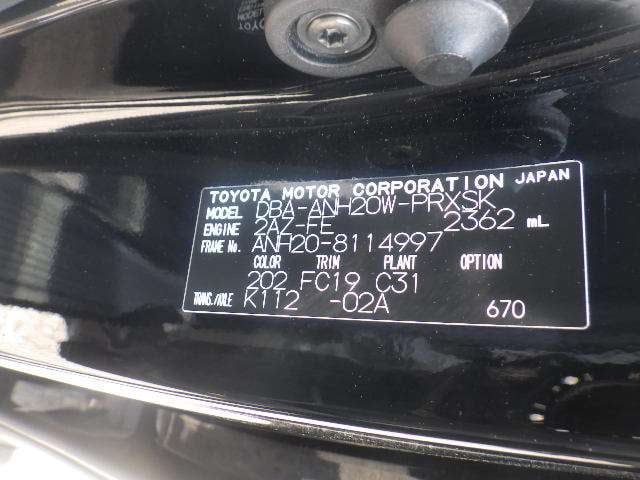 TOYOTA MOTOR CORPORATION JAPAN
MODEL DBA-ANH20W-PRXSK
ENGINE 2AZ-FE 2362 mL
FRAME No. ANH20-8114997
COLOR TRIM PLANT OPTION
202 FC19 C31
TRANS./AXLE K112 -02A 670